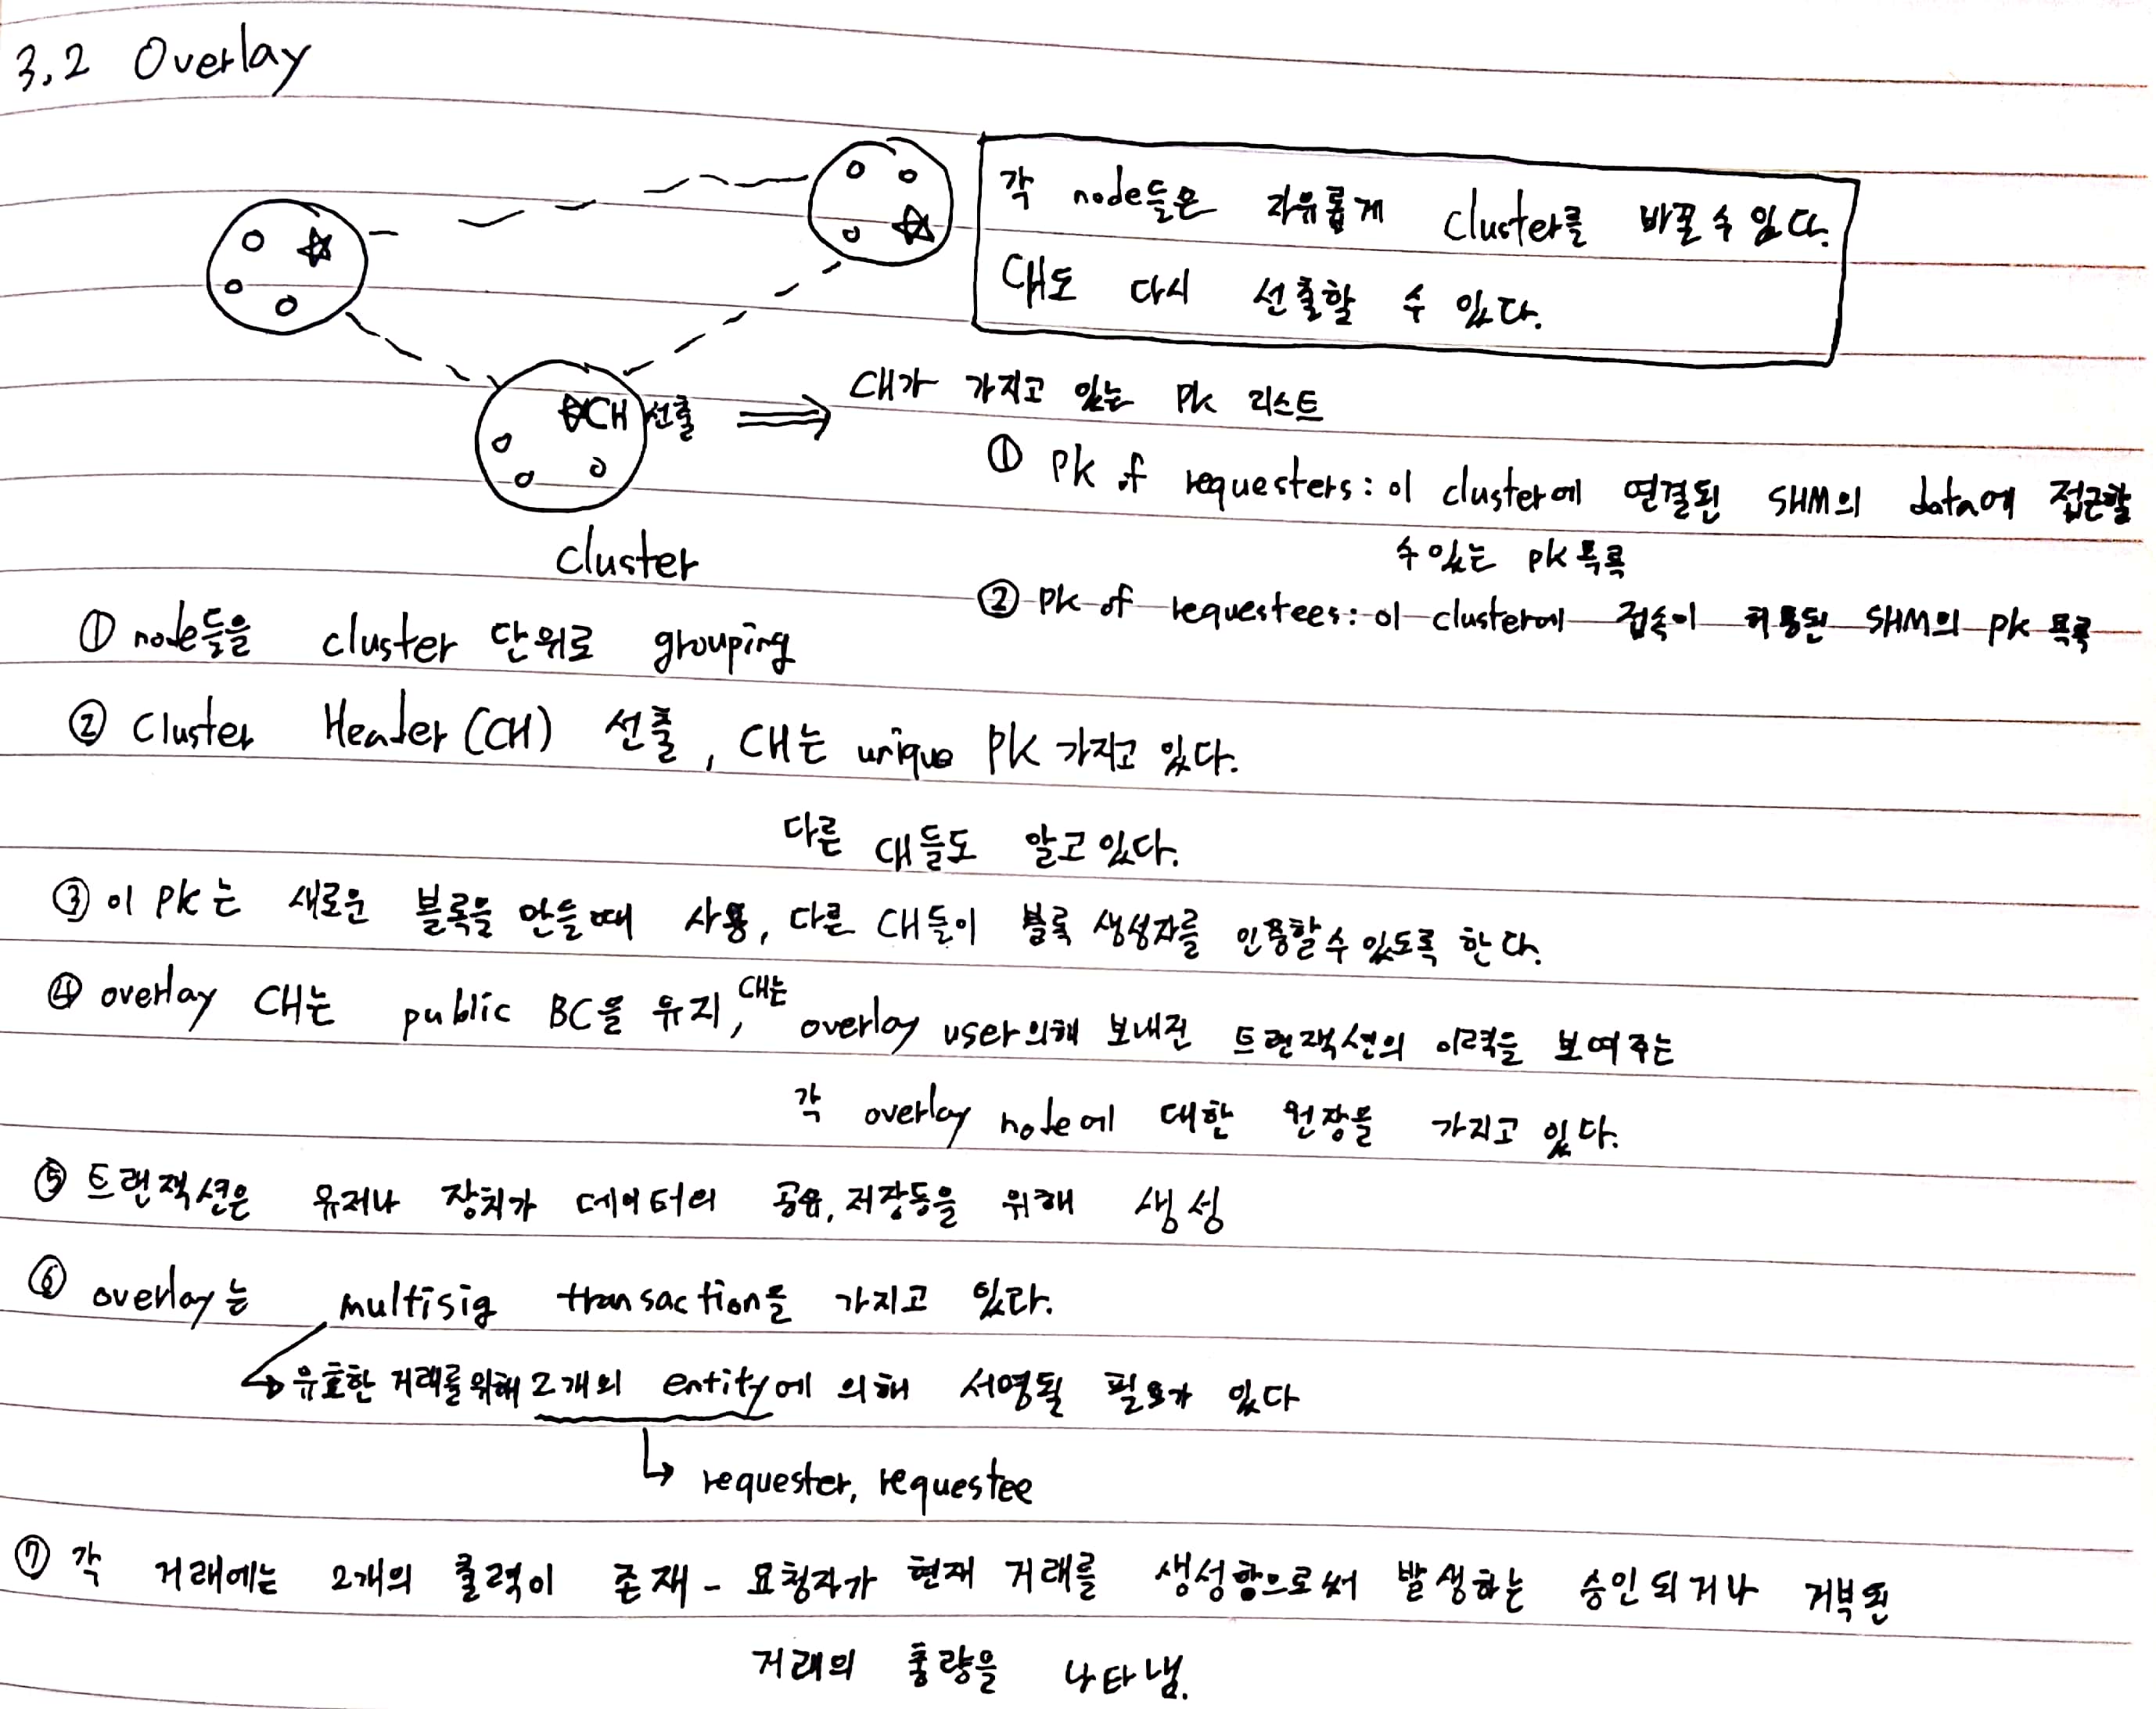 3.2 Overlay
각 node들은 자유롭게 cluster를 바꿀 수 있다.
CH도 다시 선출할 수 있다.
CH 선출 ⇒ CH가 가지고 있는 PK 리스트
① PK of requesters: 이 cluster에 연결된 SHM의 data에 접근할
수 있는 PK 목록
② PK of requestees: 이 cluster에 접속이 허용된 SHM의 PK 목록
cluster
① node들을 cluster 단위로 grouping
② Cluster Header(CH) 선출, CH는 unique PK 가지고 있다.
다른 CH들도 알고 있다.
③ 이 PK는 새로운 블록을 만들때 사용, 다른 CH들이 블록 생성자를 인증할 수 있도록 한다.
④ overlay CH는 public BC을 유지, CH는 overlay user의해 보내진 트랜잭션의 이력을 보여주는
각 overlay node에 대한 원장을 가지고 있다.
⑤ 트랜잭션은 유저나 장치가 데이터의 공유, 저장등을 위해 생성
⑥ overlay는 multisig transaction을 가지고 있다.
↳ 유효한 거래를 위해 2개의 entity에 의해 서명될 필요가 있다
↳ requester, requestee
⑦ 각 거래에는 2개의 출력이 존재 - 요청자가 현재 거래를 생성함으로써 발생하는 승인되거나 거부된
거래의 총량을 나타냄.